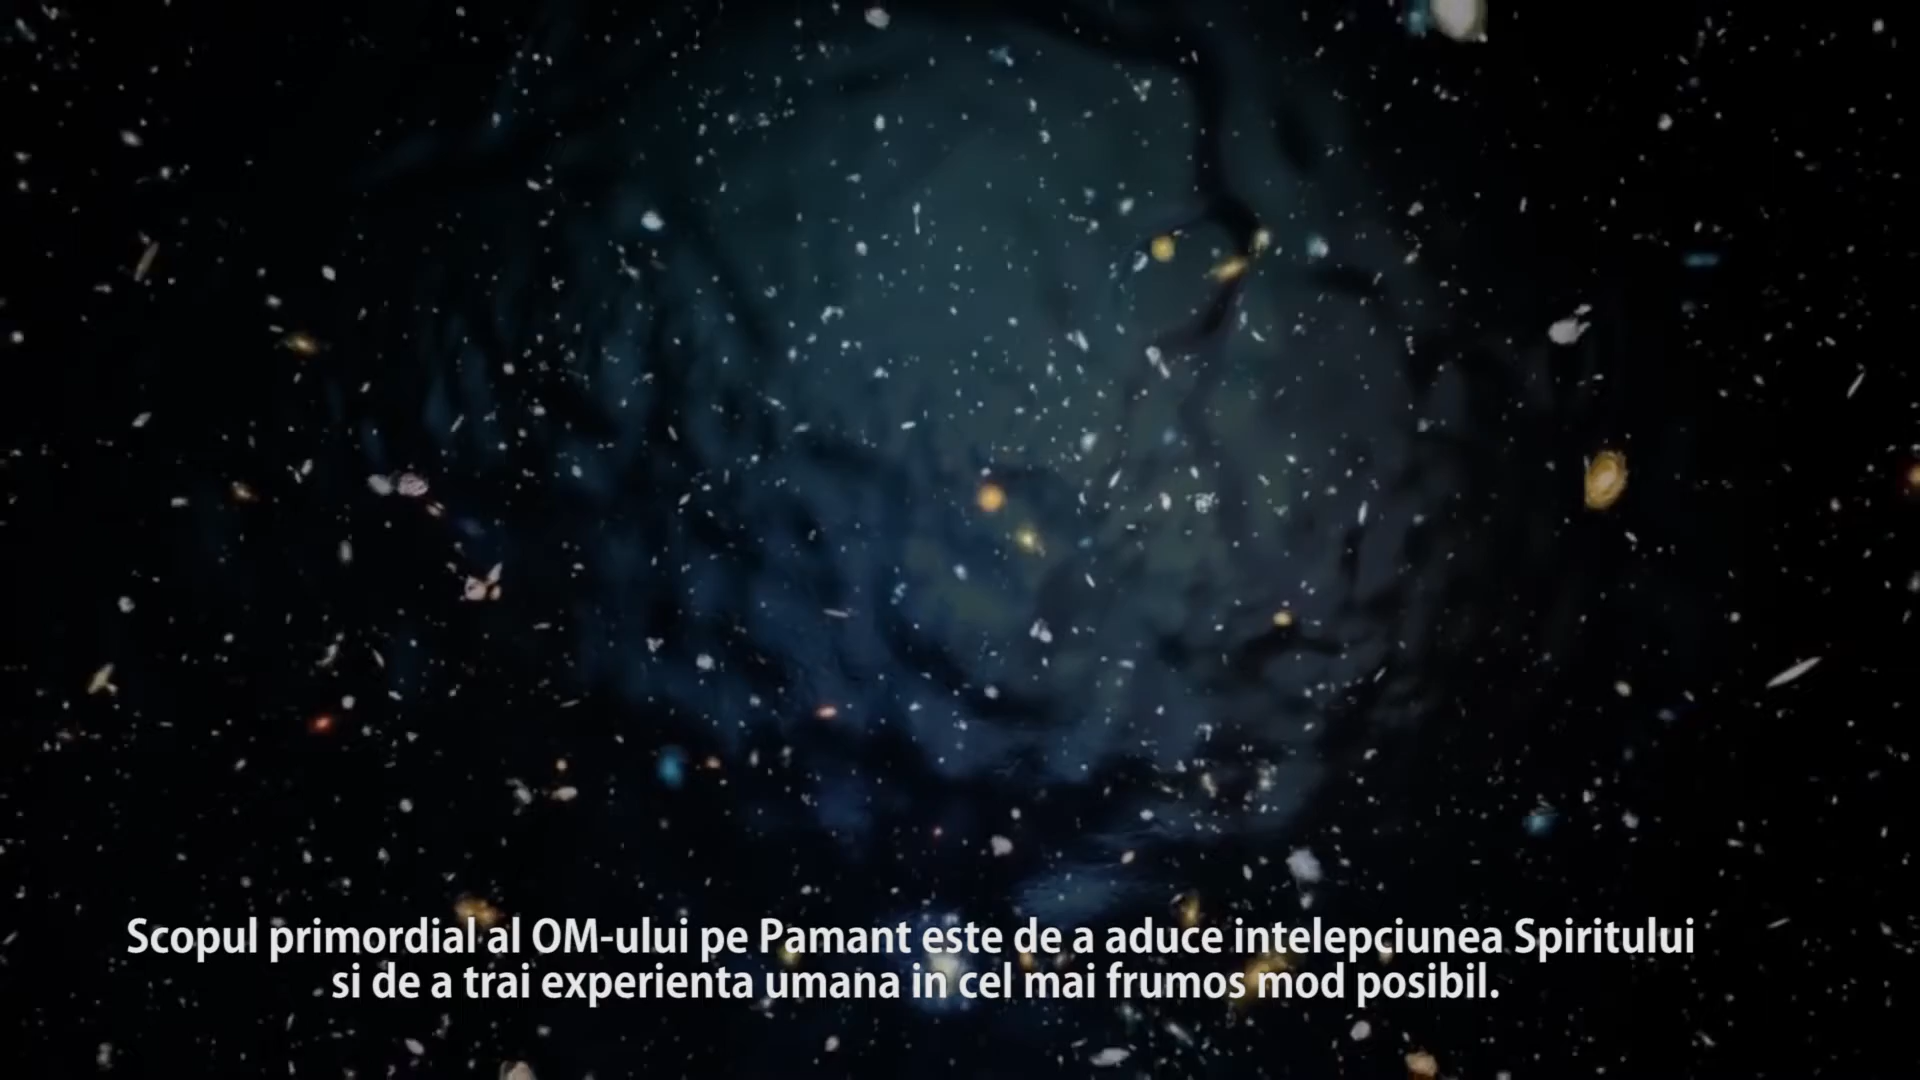 Scopul primordial al OM-ului pe Pamant este de a aduce intelepciunea Spiritului
si de a trai experienta umana in cel mai frumos mod posibil.